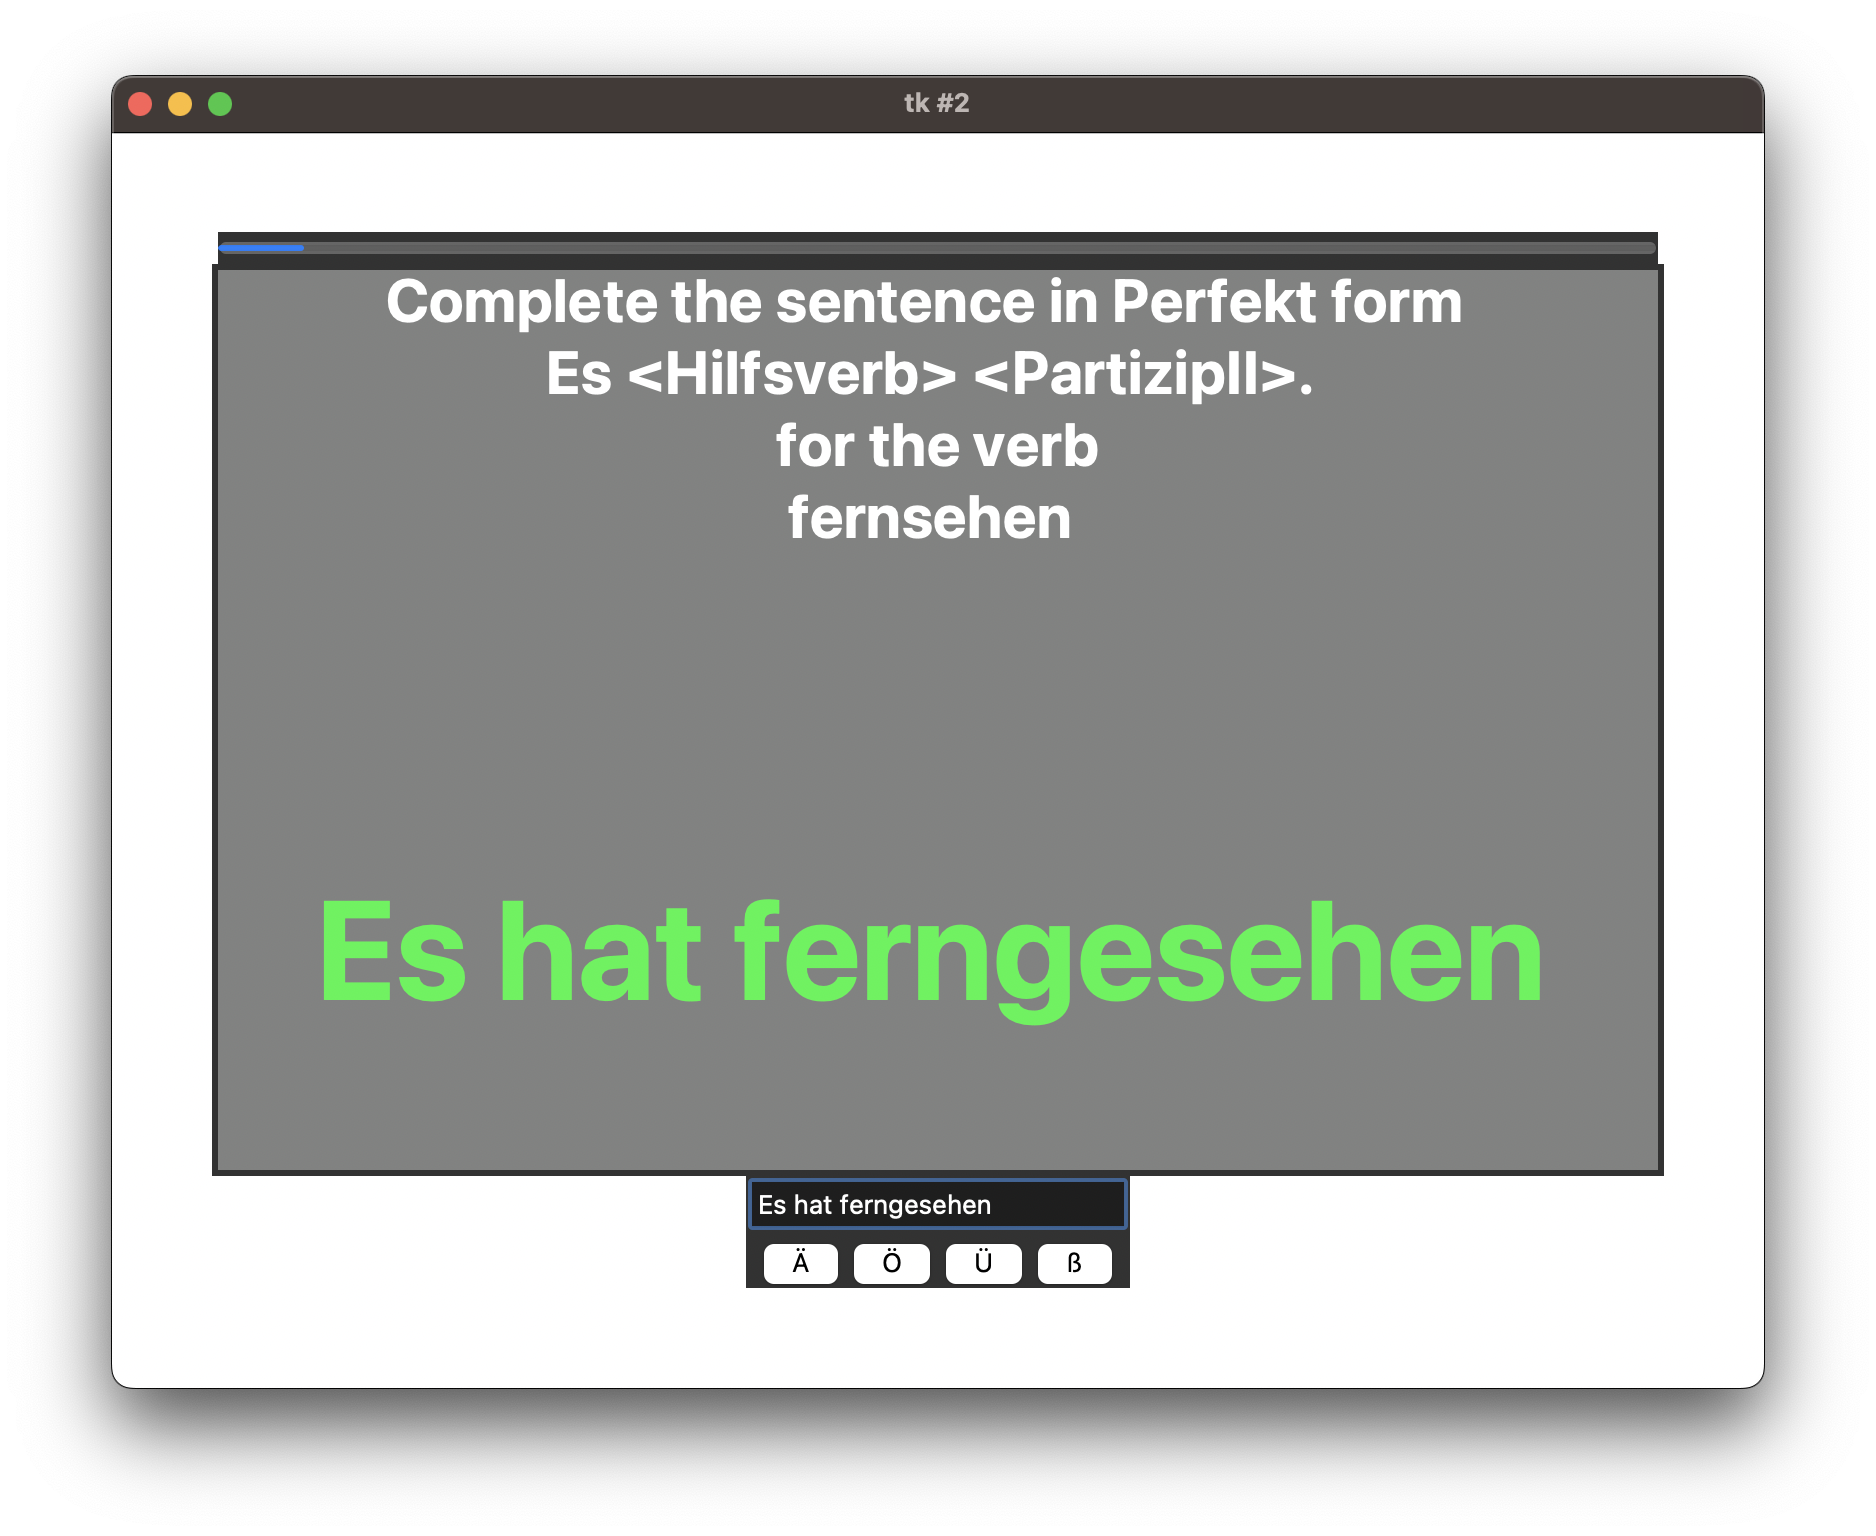 tk #2
Complete the sentence in Perfekt form
Es <Hilfsverb> <PartizipII>.
for the verb
fernsehen
Es hat ferngesehen
Es hat ferngesehen
Ä Ö Ü ß